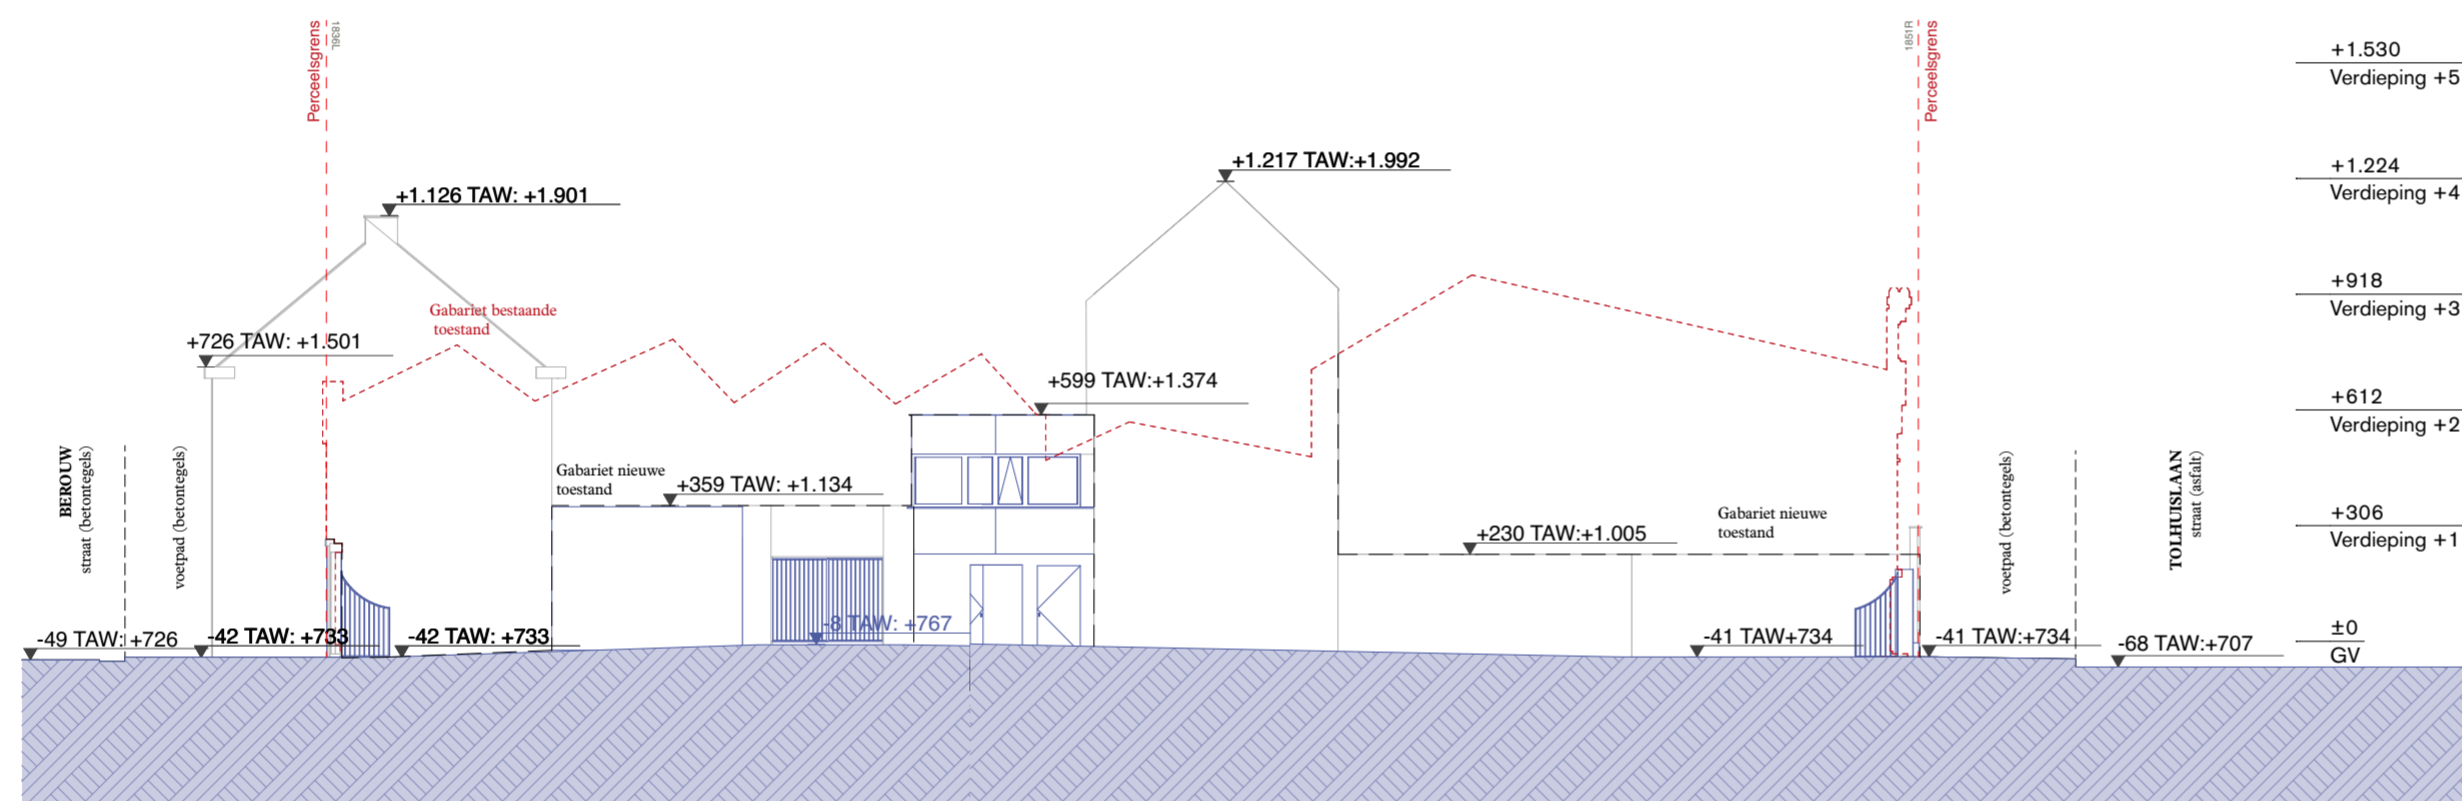 Perceelsgrens
1836L
1851R
Perceelsgrens
+1.530
Verdieping +5
+1.217 TAW:+1.992
+1.224
Verdieping +4
+1.126 TAW: +1.901
+918
Verdieping +3
Gabariet bestaande
toestand
+726 TAW: +1.501
+599 TAW:+1.374
+612
Verdieping +2
BEROUW
straat (betontegels)
voetpad (betontegels)
Gabariet nieuwe
toestand
+359 TAW: +1.134
+230 TAW:+1.005
Gabariet nieuwe
toestand
voetpad (betontegels)
TOLHUISLAAN
straat (asfalt)
+306
Verdieping +1
-49 TAW: +726
-42 TAW: +733
-42 TAW: +733
-8 TAW: +767
-41 TAW+734
-41 TAW:+734
-68 TAW:+707
±0
GV